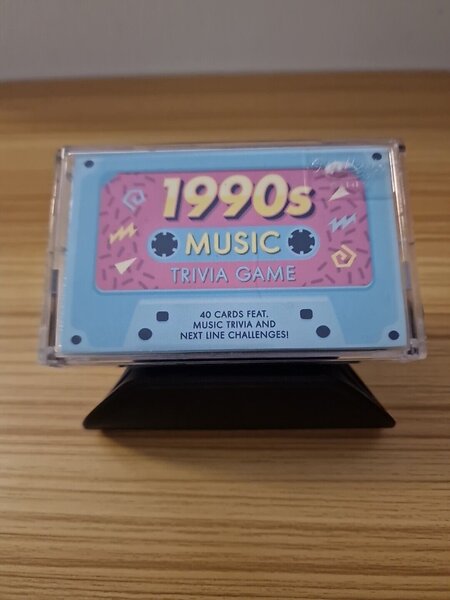 1990s
MUSIC
TRIVIA GAME
40 CARDS FEAT.
MUSIC TRIVIA AND
NEXT LINE CHALLENGES!